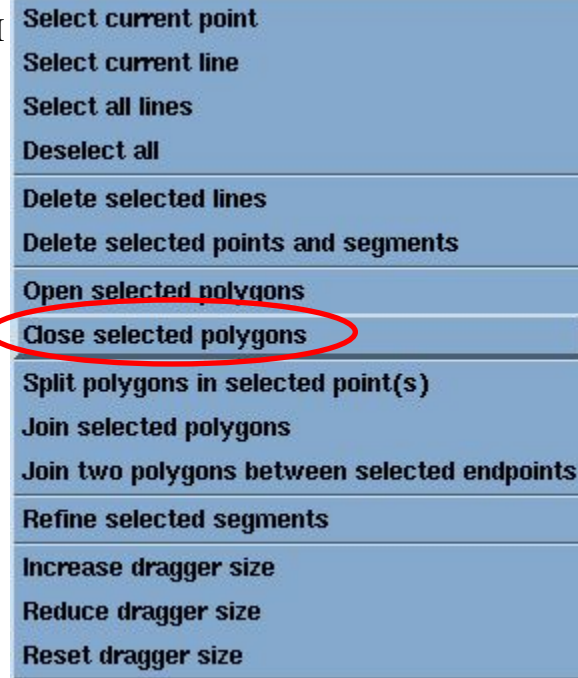 Select current point
Select current line
Select all lines
Deselect all
Delete selected lines
Delete selected points and segments
Open selected polygons
Close selected polygons
Split polygons in selected point(s)
Join selected polygons
Join two polygons between selected endpoints
Refine selected segments
Increase dragger size
Reduce dragger size
Reset dragger size